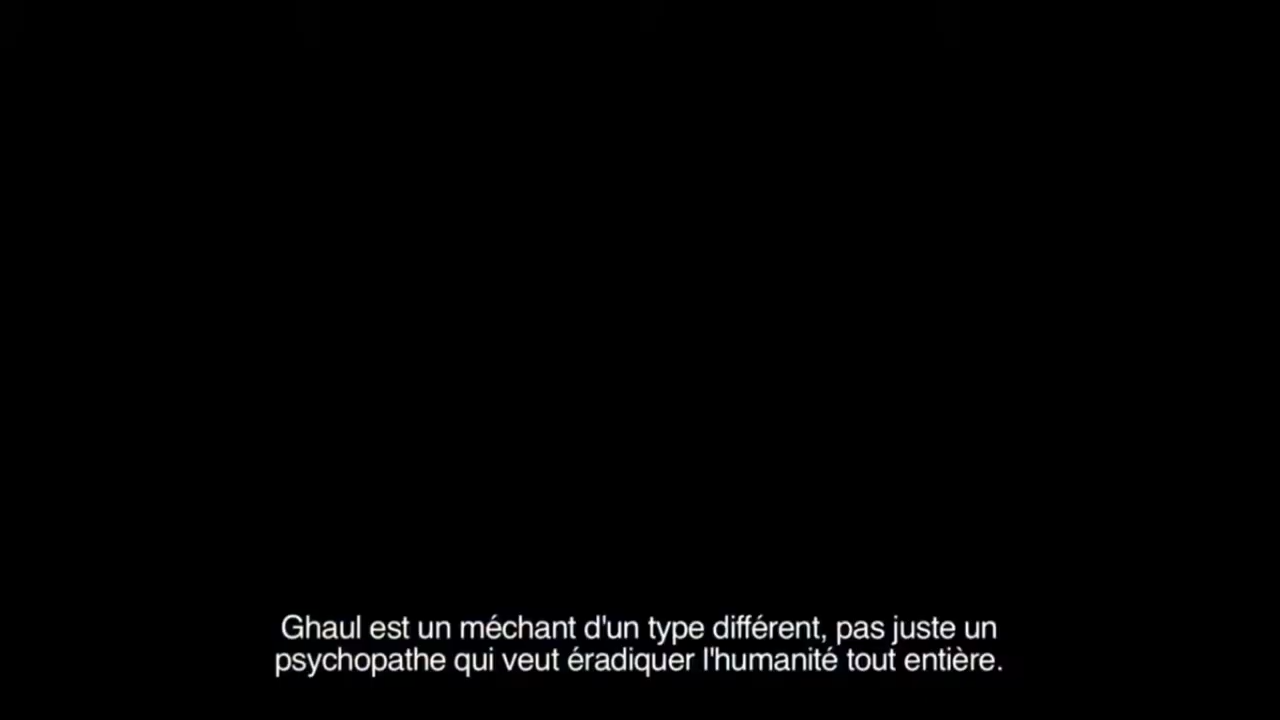 Ghaul est un méchant d'un type différent, pas juste un
psychopathe qui veut éradiquer l'humanité tout entière.